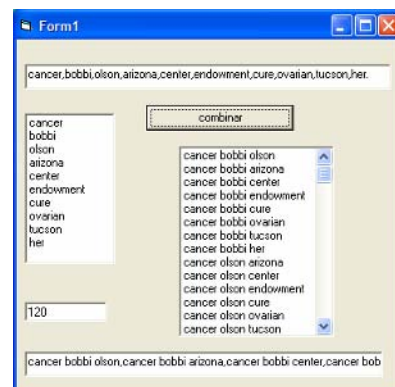 Form1
cancer,bobbi,olson,arizona,center,endowment,cure,ovarian,tucson,her.
combinar
cancer
bobbi
olson
arizona
center
endowment
cure
ovarian
tucson
her
cancer bobbi olson
cancer bobbi arizona
cancer bobbi center
cancer bobbi endowment
cancer bobbi cure
cancer bobbi ovarian
cancer bobbi tucson
cancer bobbi her
cancer olson arizona
cancer olson center
cancer olson endowment
cancer olson cure
cancer olson ovarian
cancer olson tucson
120
cancer bobbi olson,cancer bobbi arizona,cancer bobbi center,cancer bob